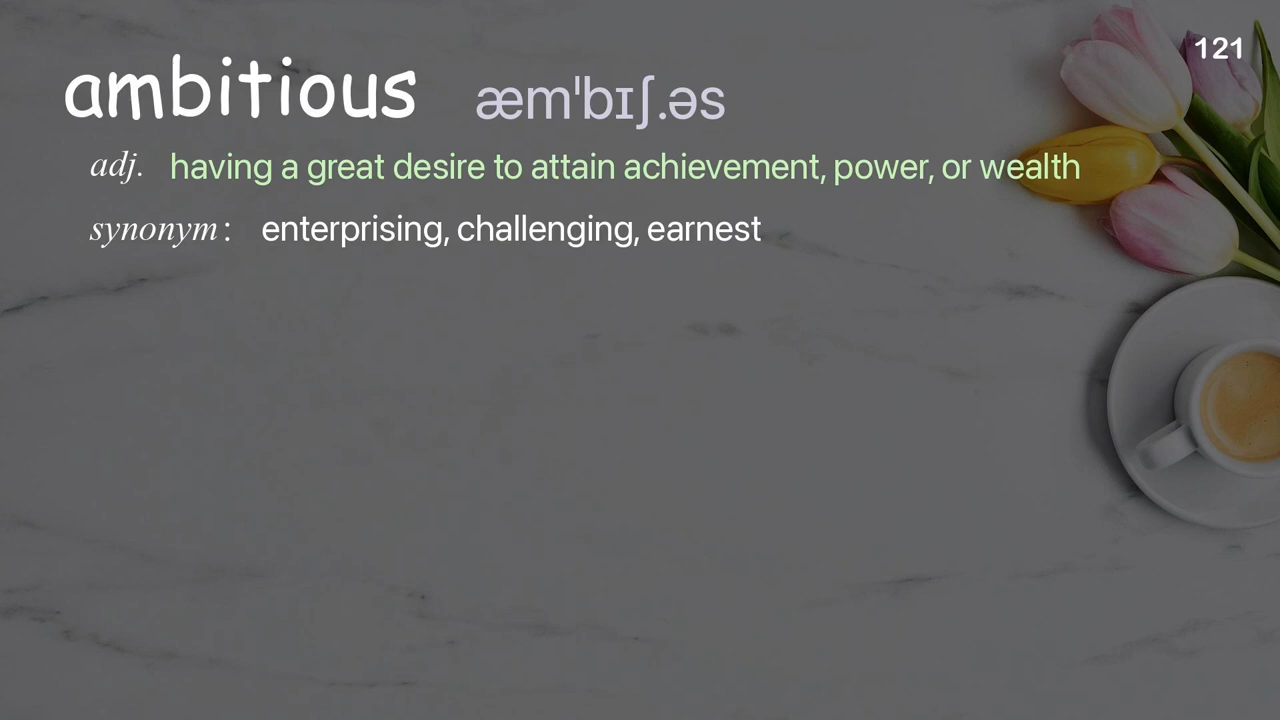 121
ambitious æmˈbɪʃ.əs
adj. having a great desire to attain achievement, power, or wealth
synonym: enterprising, challenging, earnest